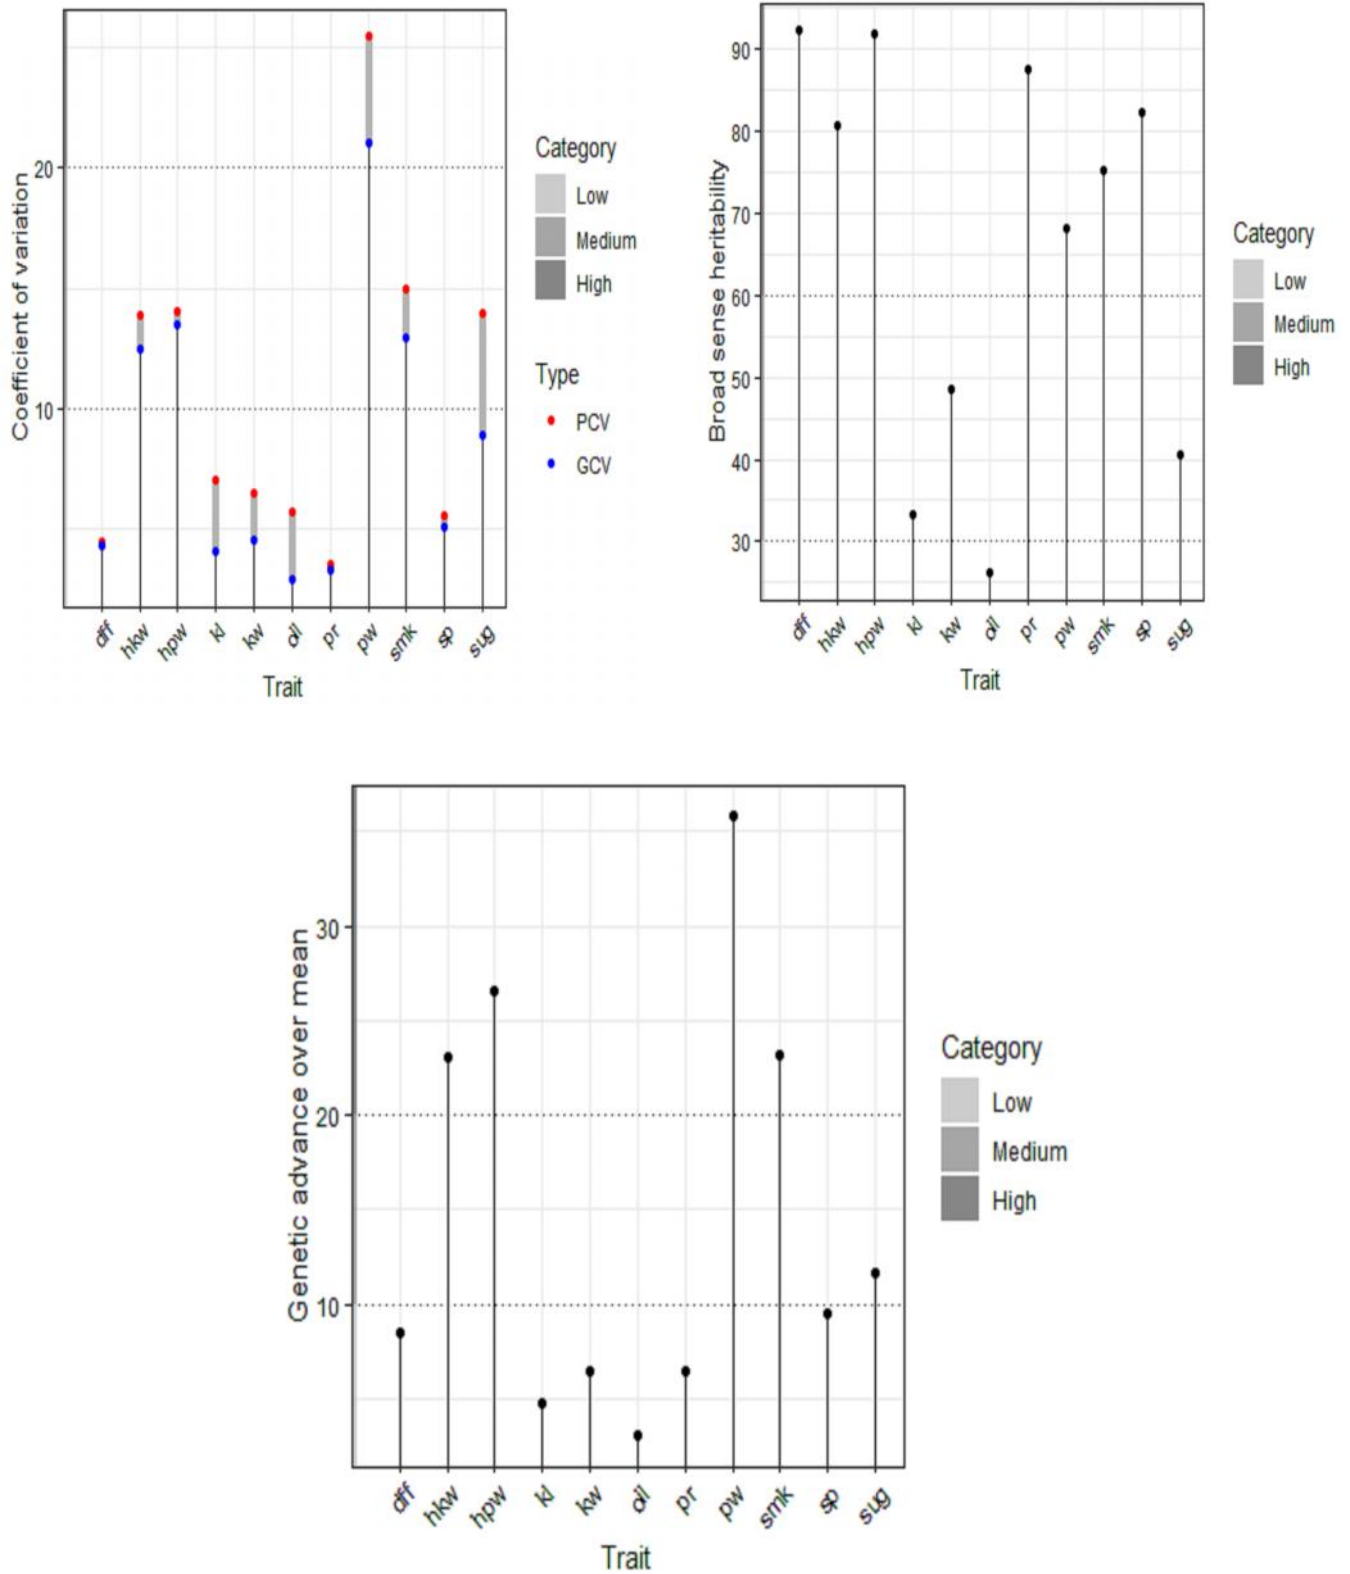 Coefficient of variation
20
10
dff hkw hpw kl kw oil pr pw smk sp sug
Trait
Category
Low
Medium
High
Type
PCV
GCV
Broad sense heritability
90
80
70
60
50
40
30
dff hkw hpw kl kw oil pr pw smk sp sug
Trait
Category
Low
Medium
High
Genetic advance over mean
30
20
10
dff hkw hpw kl kw oil pr pw smk sp sug
Trait
Category
Low
Medium
High